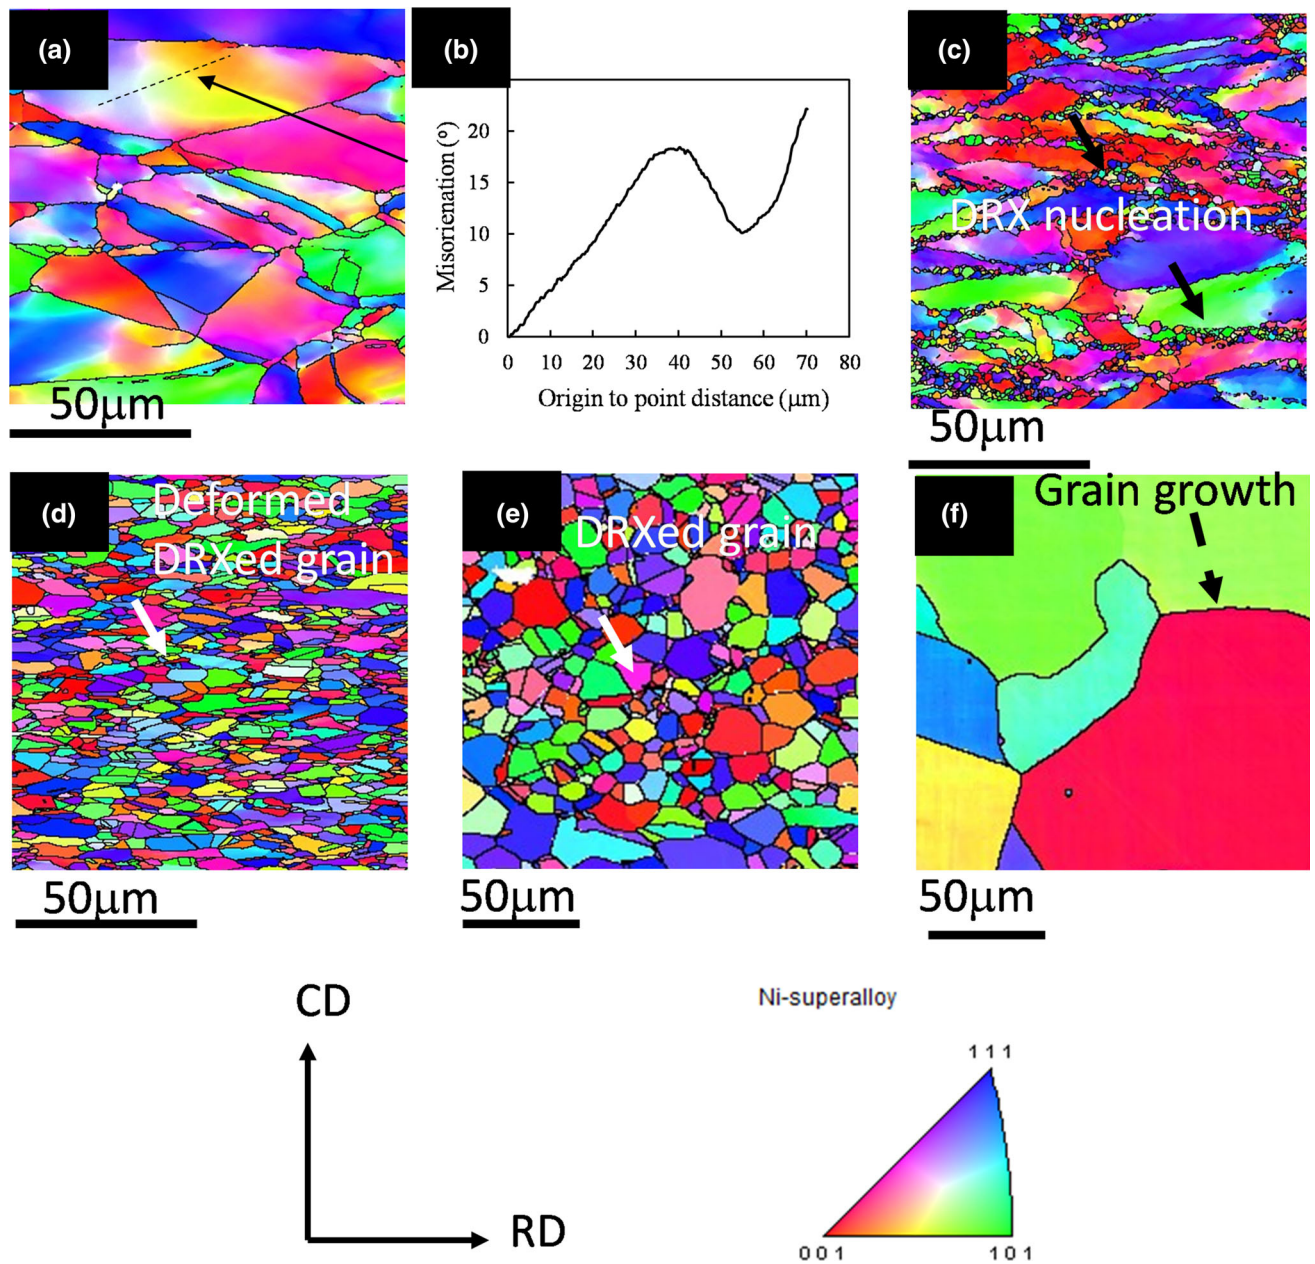 (a)
50μm
(b)
Misorienation (º)
20
15
10
5
0
0 10 20 30 40 50 60 70 80
Origin to point distance (μm)
(c)
DRX nucleation
50μm
(d)
Deformed
DRXed grain
50μm
(e)
DRXed grain
50μm
(f)
Grain growth
50μm
CD
RD
Ni-superalloy
1 1 1
0 0 1
1 0 1